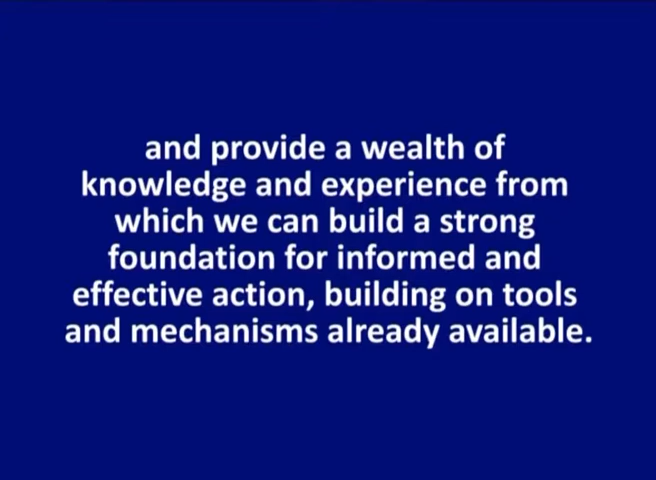 and provide a wealth of
knowledge and experience from
which we can build a strong
foundation for informed and
effective action, building on tools
and mechanisms already available.